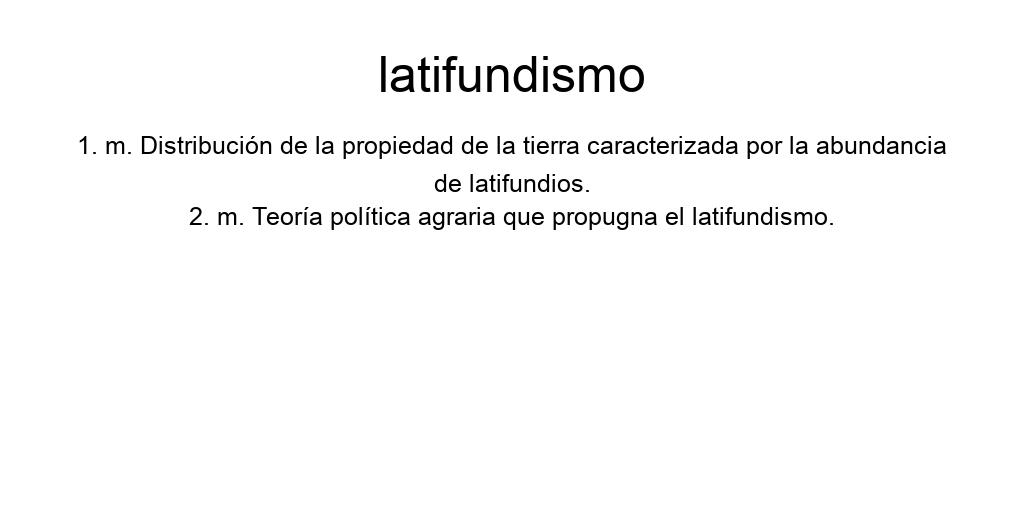 latifundismo
1. m. Distribución de la propiedad de la tierra caracterizada por la abundancia
de latifundios.
2. m. Teoría política agraria que propugna el latifundismo.